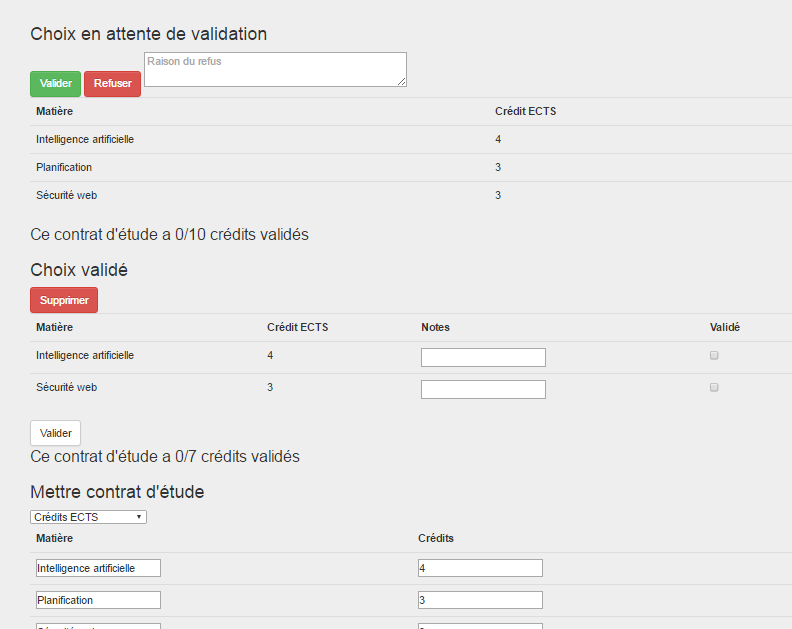 Choix en attente de validation
Valider Refuser Raison du refus
Matière Crédit ECTS
Intelligence artificielle 4
Planification 3
Sécurité web 3
Ce contrat d'étude a 0/10 crédits validés
Choix validé
Supprimer
Matière Crédit ECTS Notes Validé
Intelligence artificielle 4
Sécurité web 3
Valider
Ce contrat d'étude a 0/7 crédits validés
Mettre contrat d'étude
Crédits ECTS
Matière Crédits
Intelligence artificielle 4
Planification 3